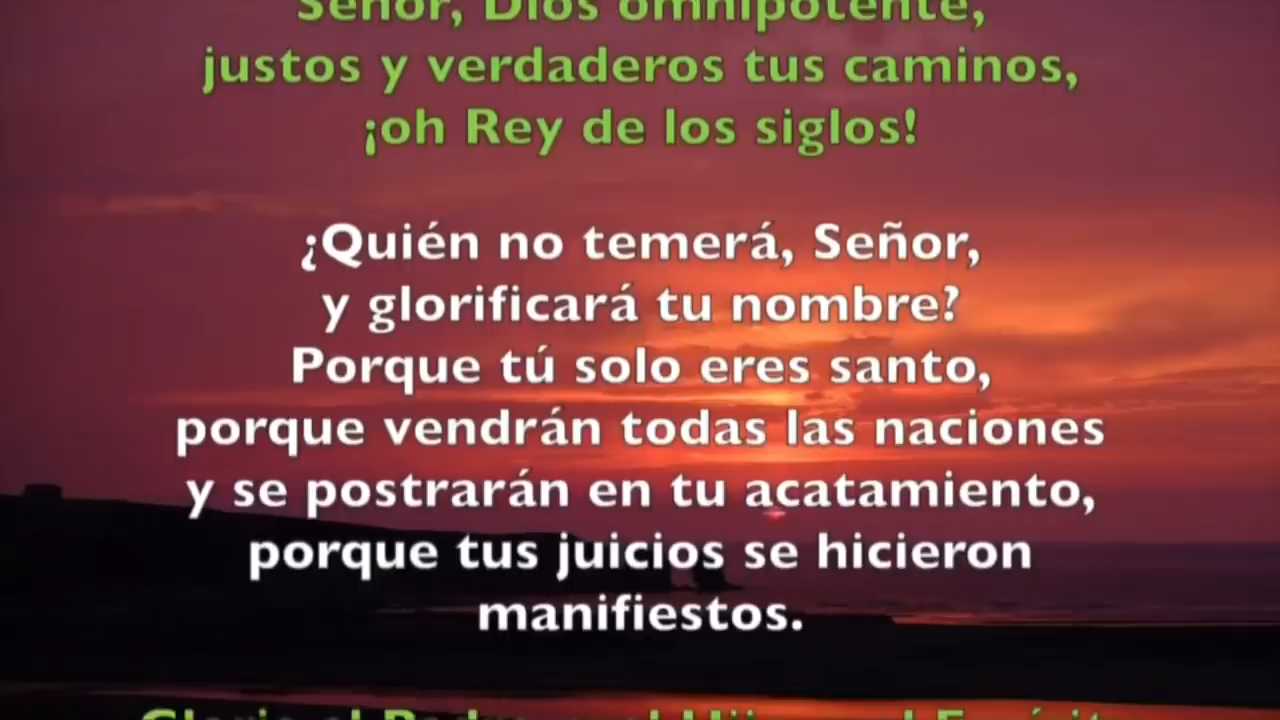 Señor, Dios omnipotente,
justos y verdaderos tus caminos,
¡oh Rey de los siglos!
¿Quién no temerá, Señor,
y glorificará tu nombre?
Porque tú solo eres santo,
porque vendrán todas las naciones
y se postrarán en tu acatamiento,
porque tus juicios se hicieron
manifiestos.